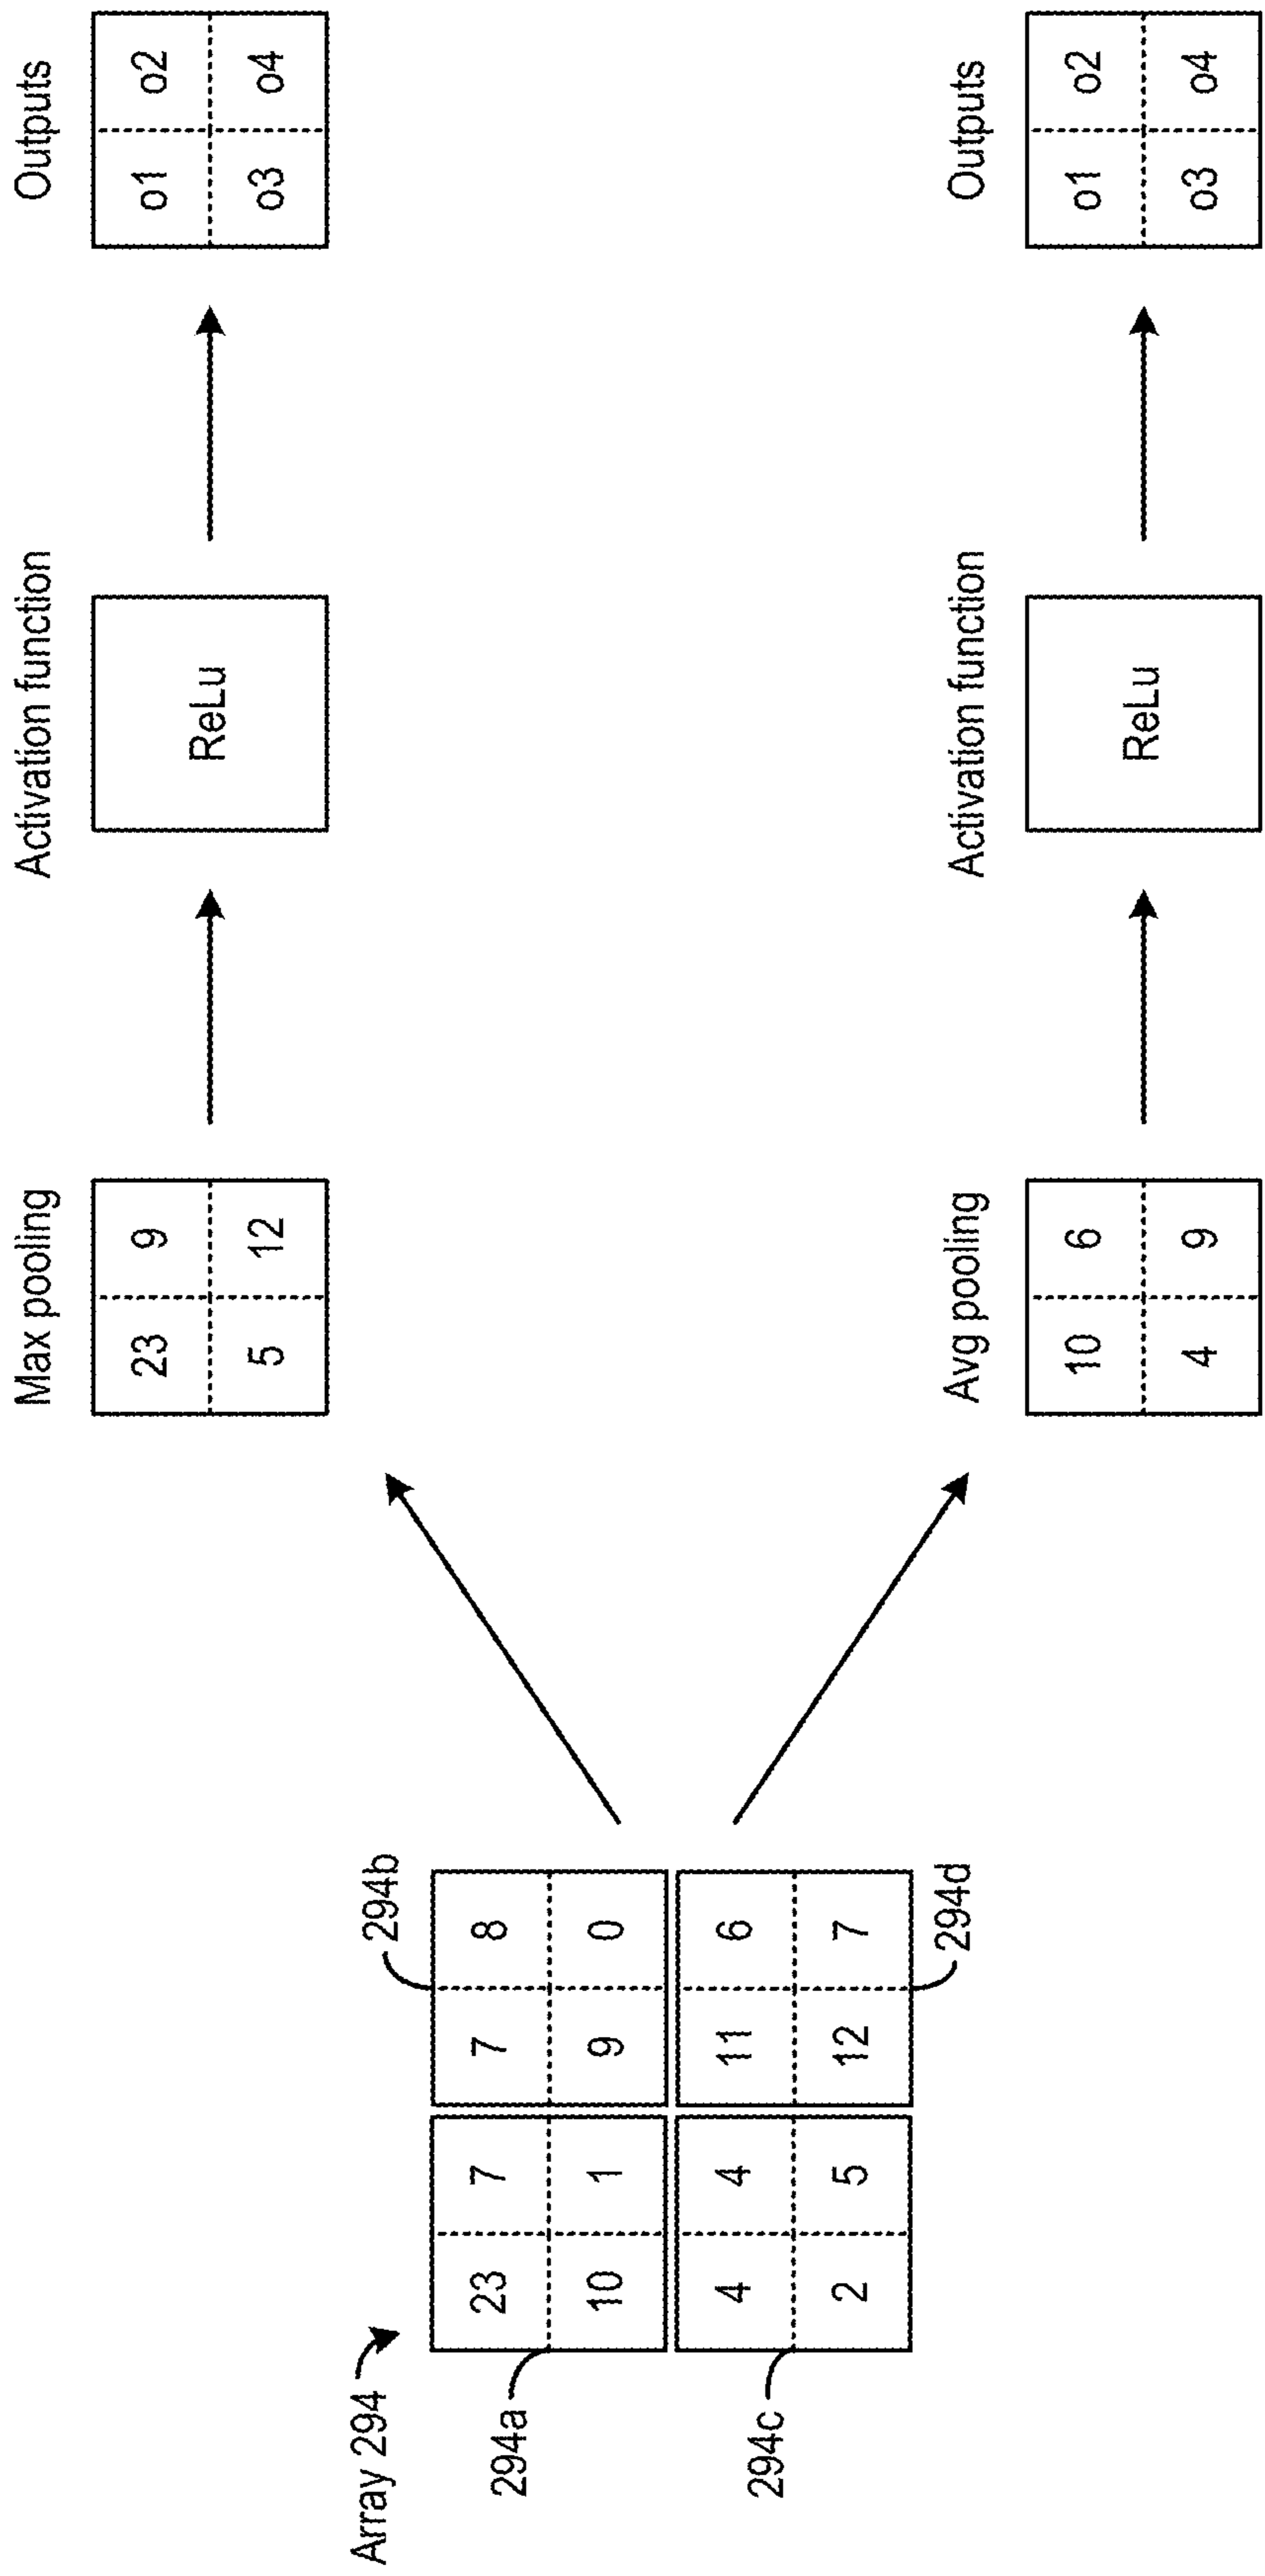 Array 294
294a
23 7
10 1
294b
7 8
9 0
294c
4 4
2 5
294d
11 6
12 7
Max pooling
23 9
5 12
Activation function
ReLu
Outputs
o1 o2
o3 o4
Avg pooling
10 6
4 9
Activation function
ReLu
Outputs
o1 o2
o3 o4